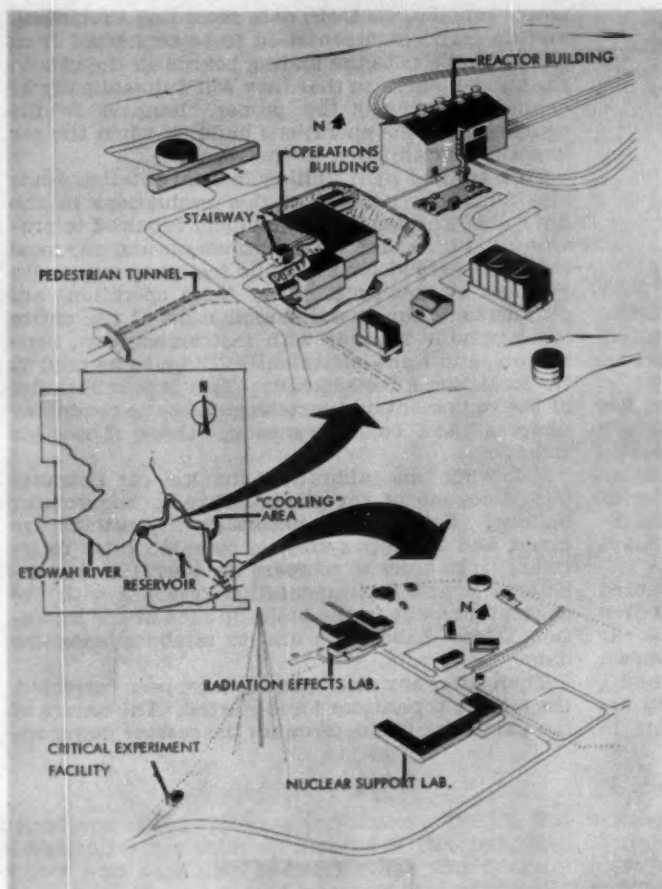 REACTOR BUILDING
N
OPERATIONS
BUILDING
STAIRWAY
PEDESTRIAN TUNNEL
N
"COOLING"
AREA
ETOWAH RIVER
RESERVOIR
N
RADIATION EFFECTS LAB.
CRITICAL EXPERIMENT
FACILITY
NUCLEAR SUPPORT LAB.